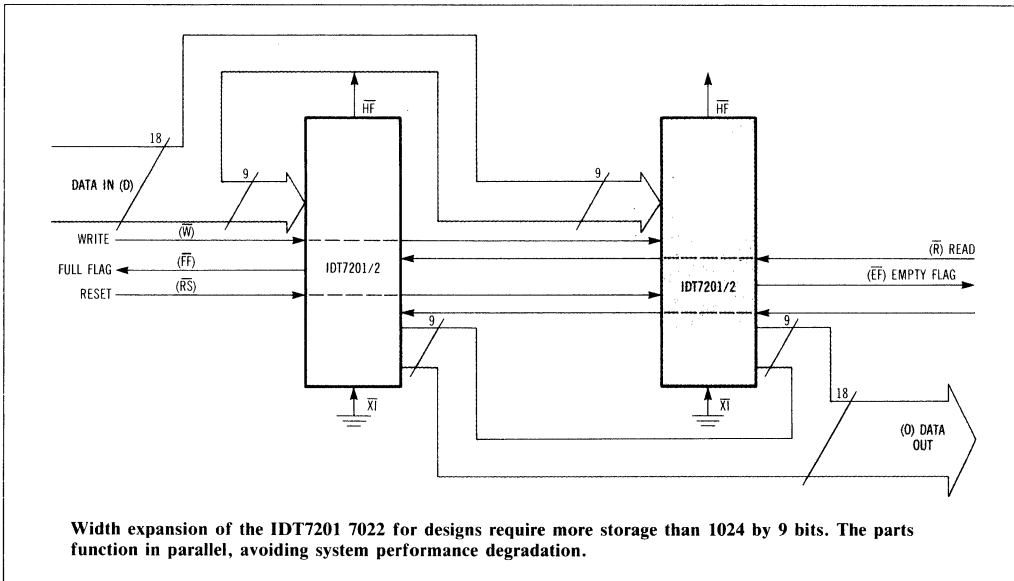 HF
HF
18
9
9
DATA IN (D)
WRITE
(W)
(R) READ
FULL FLAG
(FF)
IDT7201/2
(EF) EMPTY FLAG
IDT7201/2
RESET
(RS)
9
9
XI
XI
18
(O) DATA
OUT
Width expansion of the IDT7201 7022 for designs require more storage than 1024 by 9 bits. The parts
function in parallel, avoiding system performance degradation.